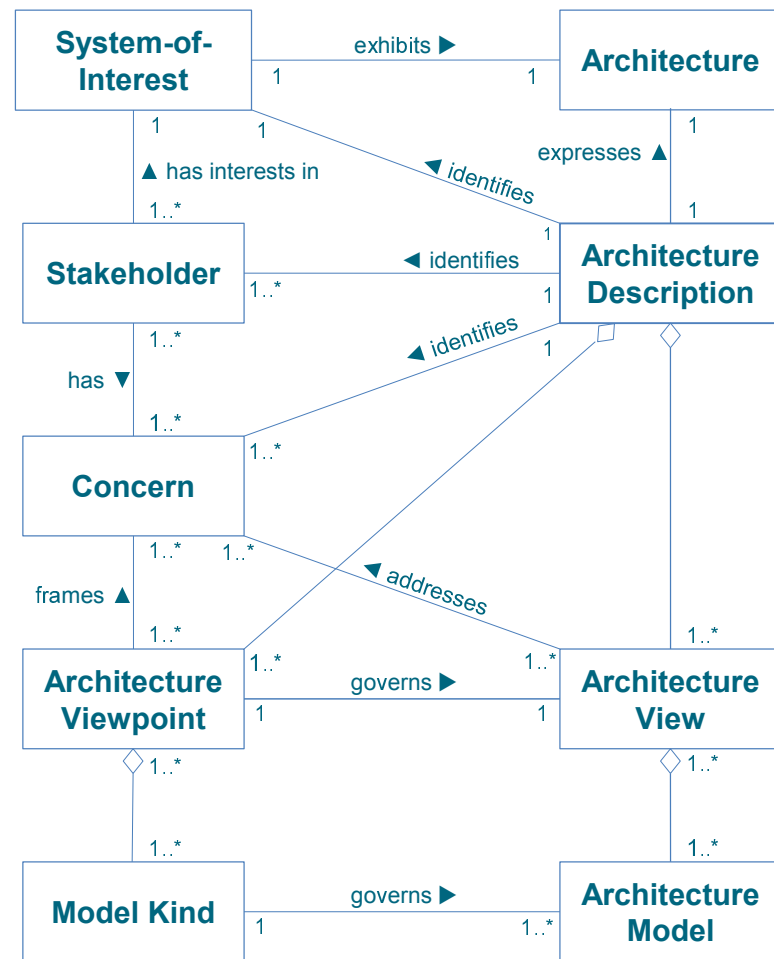 System-of-
Interest
exhibits ▶
1
1
Architecture
1
1
1
▲ has interests in
◀ identifies
expresses ▲
1..*
1
1
Stakeholder
◀ identifies
1..*
1
Architecture
Description
1..*
◀ identifies
1
has ▼
1..*
1..*
Concern
1..*
1..*
◀ addresses
frames ▲
1..*
1..*
1..*
1..*
Architecture
Viewpoint
governs ▶
1
1
Architecture
View
1..*
1..*
1..*
1..*
Model Kind
governs ▶
1
1..*
Architecture
Model